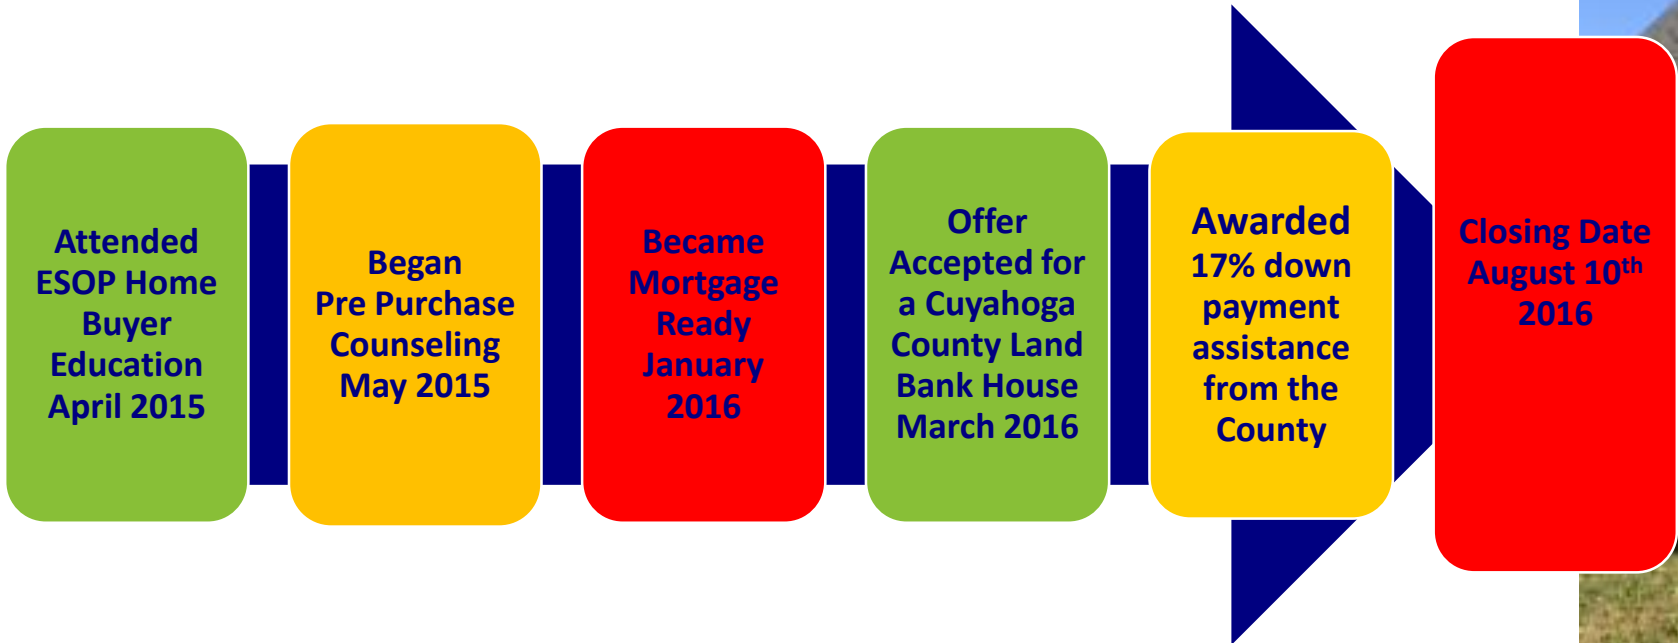 Attended
ESOP Home
Buyer
Education
April 2015
Began
Pre Purchase
Counseling
May 2015
Became
Mortgage
Ready
January
2016
Offer
Accepted for
a Cuyahoga
County Land
Bank House
March 2016
Awarded
17% down
payment
assistance
from the
County
Closing Date
August 10th
2016